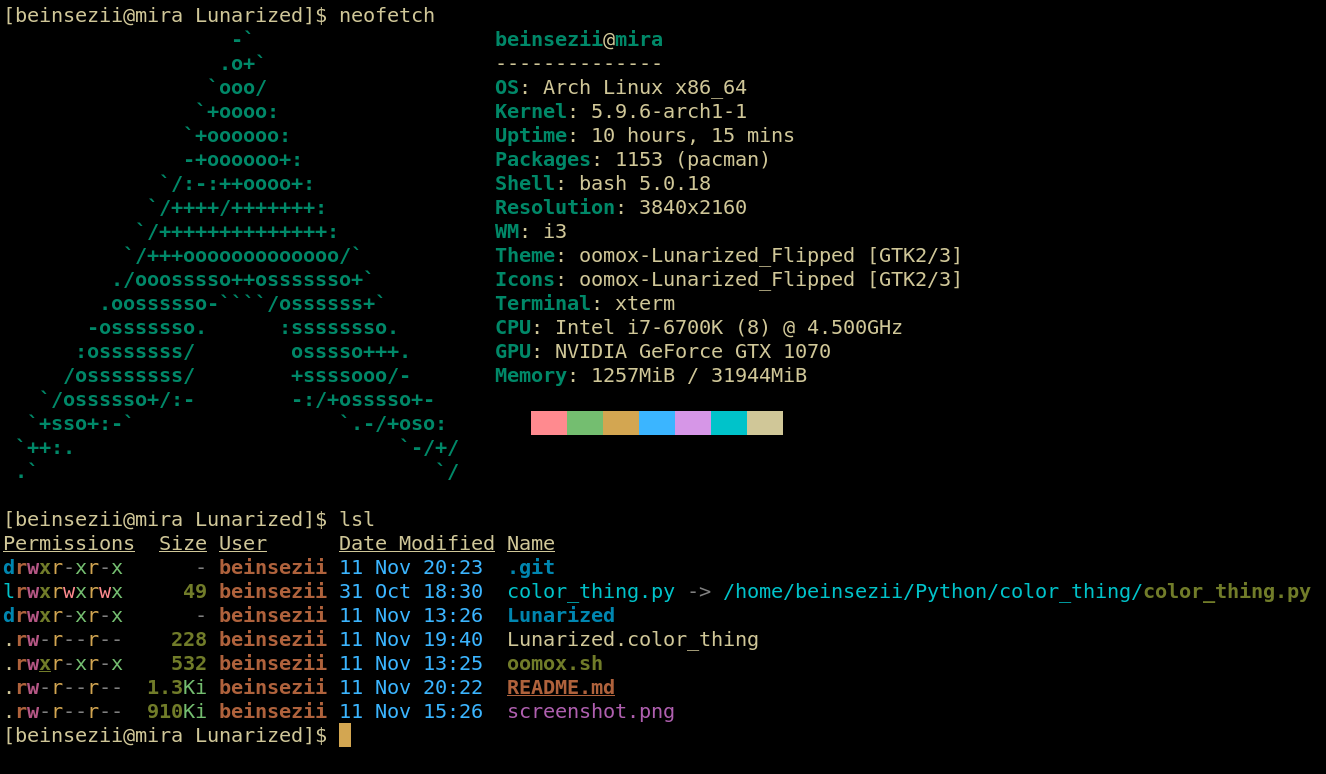 [beinsezii@mira Lunarized]$ neofetch
                   -`                    beinsezii@mira
                  .o+`                   --------------
                 `ooo/                   OS: Arch Linux x86_64
                `+oooo:                  Kernel: 5.9.6-arch1-1
               `+oooooo:                 Uptime: 10 hours, 15 mins
               -+oooooo+:                Packages: 1153 (pacman)
             `/:-:++oooo+:               Shell: bash 5.0.18
            `/++++/+++++++:              Resolution: 3840x2160
           `/++++++++++++++:             WM: i3
          `/+++ooooooooooooo/`           Theme: oomox-Lunarized_Flipped [GTK2/3]
         ./ooosssso++osssssso+`          Icons: oomox-Lunarized_Flipped [GTK2/3]
        .oossssso-````/ossssss+`         Terminal: xterm
       -osssssso.      :ssssssso.        CPU: Intel i7-6700K (8) @ 4.500GHz
      :osssssss/        osssso+++.       GPU: NVIDIA GeForce GTX 1070
     /ossssssss/        +ssssooo/-       Memory: 1257MiB / 31944MiB
   `/ossssso+/:-        -:/+osssso+-
  `+sso+:-`                 `.-/+oso:
 `++:.                           `-/+/
 .`                                 `/
[beinsezii@mira Lunarized]$ lsl
Permissions  Size User      Date Modified Name
drwxr-xr-x      - beinsezii 11 Nov 20:23  .git
lrwxrwxrwx     49 beinsezii 31 Oct 18:30  color_thing.py -> /home/beinsezii/Python/color_thing/color_thing.py
drwxr-xr-x      - beinsezii 11 Nov 13:26  Lunarized
.rw-r--r--    228 beinsezii 11 Nov 19:40  Lunarized.color_thing
.rwxr-xr-x    532 beinsezii 11 Nov 13:25  oomox.sh
.rw-r--r--  1.3Ki beinsezii 11 Nov 20:22  README.md
.rw-r--r--  910Ki beinsezii 11 Nov 15:26  screenshot.png
[beinsezii@mira Lunarized]$